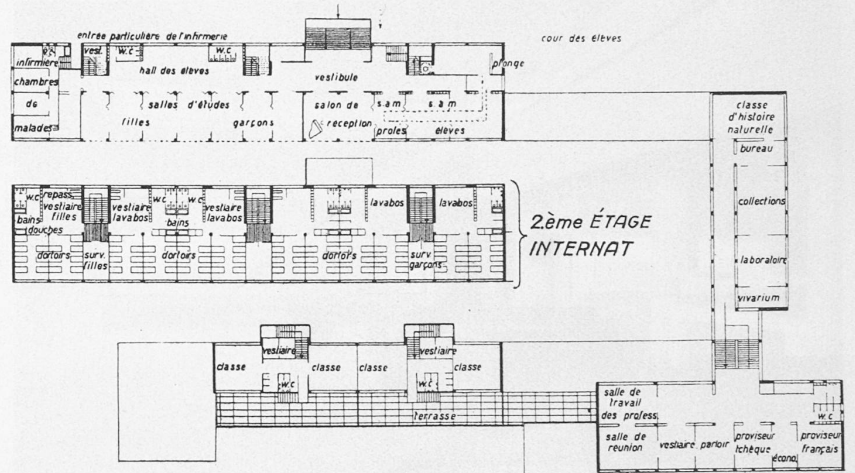 entrée particulière de l'infirmerie
cour des élèves
infirmière
vest.
w.c
w.c
hall des élèves
vestibule
plonge
chambres
de
malades
salles d'études
filles
garçons
salon de
réception
s.a.m
profes.
s.a.m
élèves
classe
d'histoire
naturelle
bureau
collections
laboratoire
vivarium
w.c
repass.
vestiaire
filles
bains
douches
vestiaire
lavabos
w.c
w.c
bains
vestiaire
lavabos
lavabos
lavabos
dortoirs
surv.
filles
dortoirs
dortoirs
surv.
garçons
2.ème ÉTAGE
INTERNAT
classe
vestiaire
w.c
classe
classe
vestiaire
w.c
classe
terrasse
salle de
travail
des profess.
salle de
reunion
vestiaire
parloir
proviseur
tchèque
écono.
w.c
proviseur
français